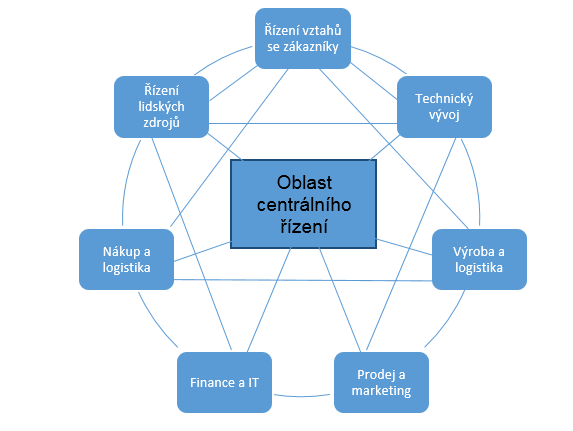 Řízení vztahů
se zákazníky
Řízení
lidských
zdrojů
Technický
vývoj
Oblast
centrálního
řízení
Nákup a
logistika
Výroba a
logistika
Finance a IT
Prodej a
marketing